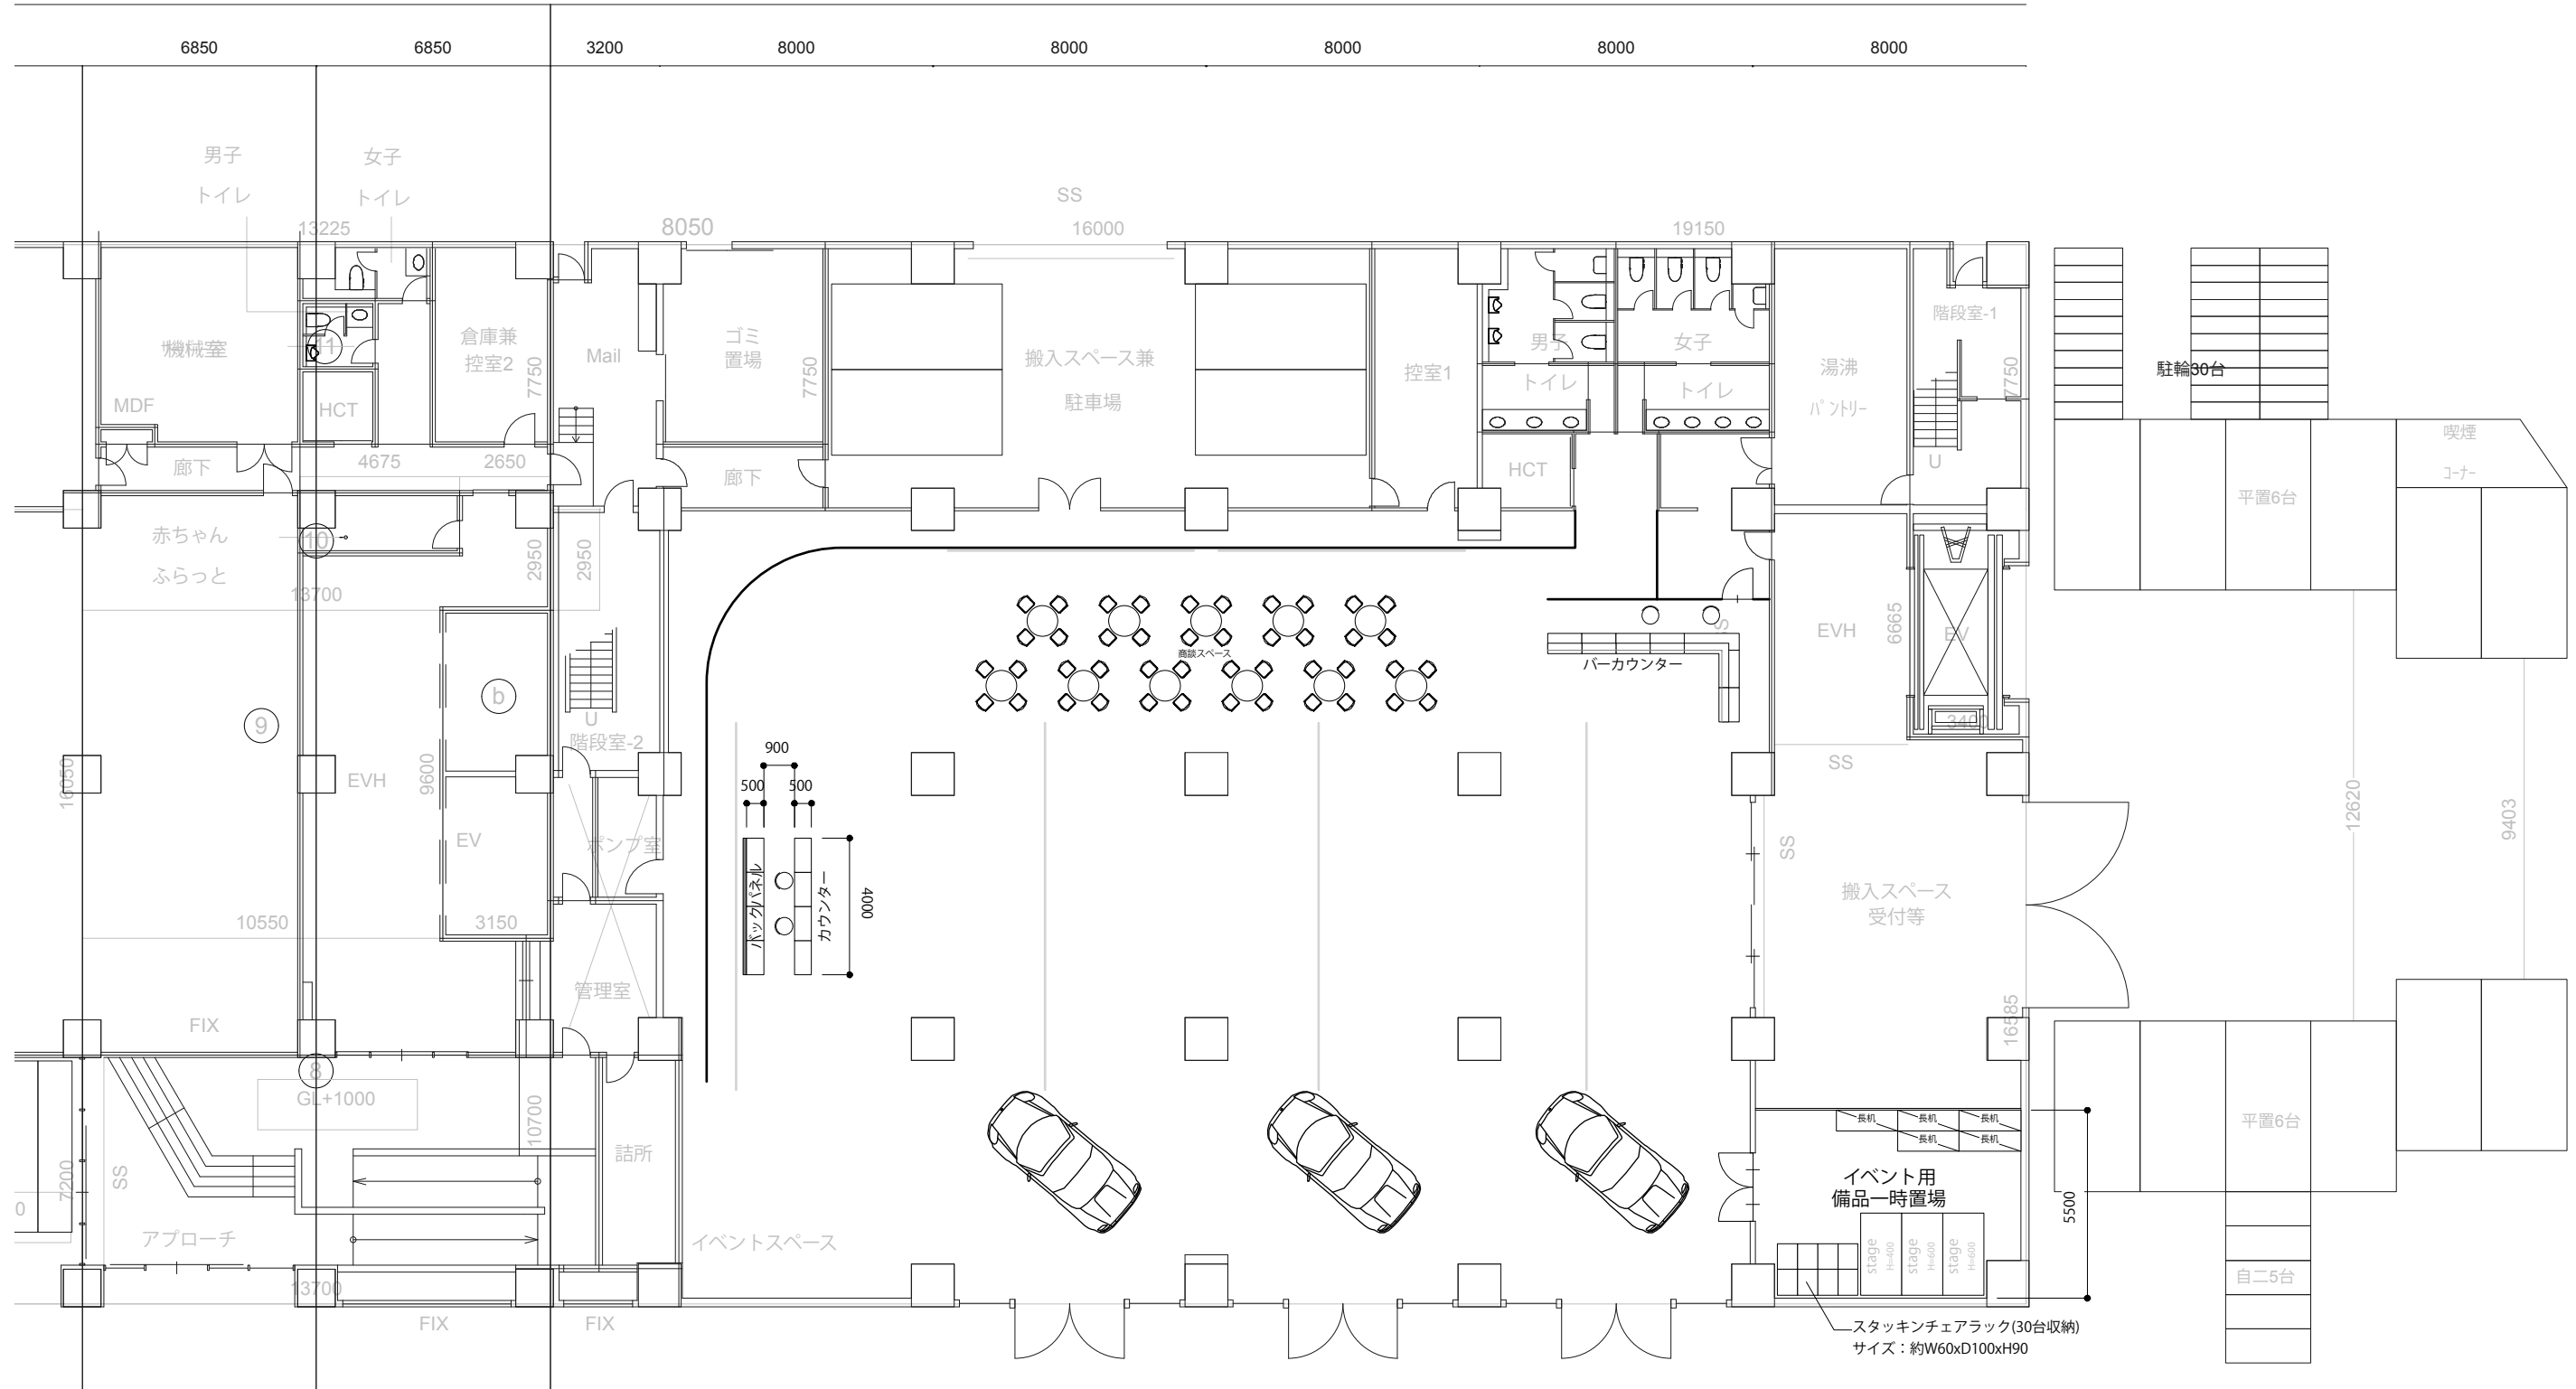 6850
6850
3200
8000
8000
8000
8000
8000
男子
トイレ
女子
トイレ
SS
13225
8050
16000
19150
機械室
MDF
11
HCT
倉庫兼
控室2
7750
Mail
ゴミ
置場
7750
搬入スペース兼
駐車場
控室1
男子
トイレ
女子
トイレ
HCT
湯沸
パントリー
階段室-1
7750
U
駐輪30台
喫煙
コーナー
平置6台
廊下
4675
2650
廊下
赤ちゃん
ふらっと
10
13700
2950
2950
9
b
U
階段室-2
16050
EVH
9600
EV
ポンプ室
10550
3150
管理室
FIX
商談スペース
バーカウンター
S
EVH
6665
EV
3400
SS
900
500
500
バックパネル
カウンター
4000
SS
搬入スペース
受付等
16585
12620
9403
8
GL+1000
10700
詰所
7200
SS
0
アプローチ
13700
FIX
FIX
イベントスペース
長机
長机
長机
長机
長机
イベント用
備品一時置場
5500
stage
H=400
stage
H=600
stage
H=600
平置6台
自二5台
スタッキンチェアラック(30台収納)
サイズ：約W60xD100xH90